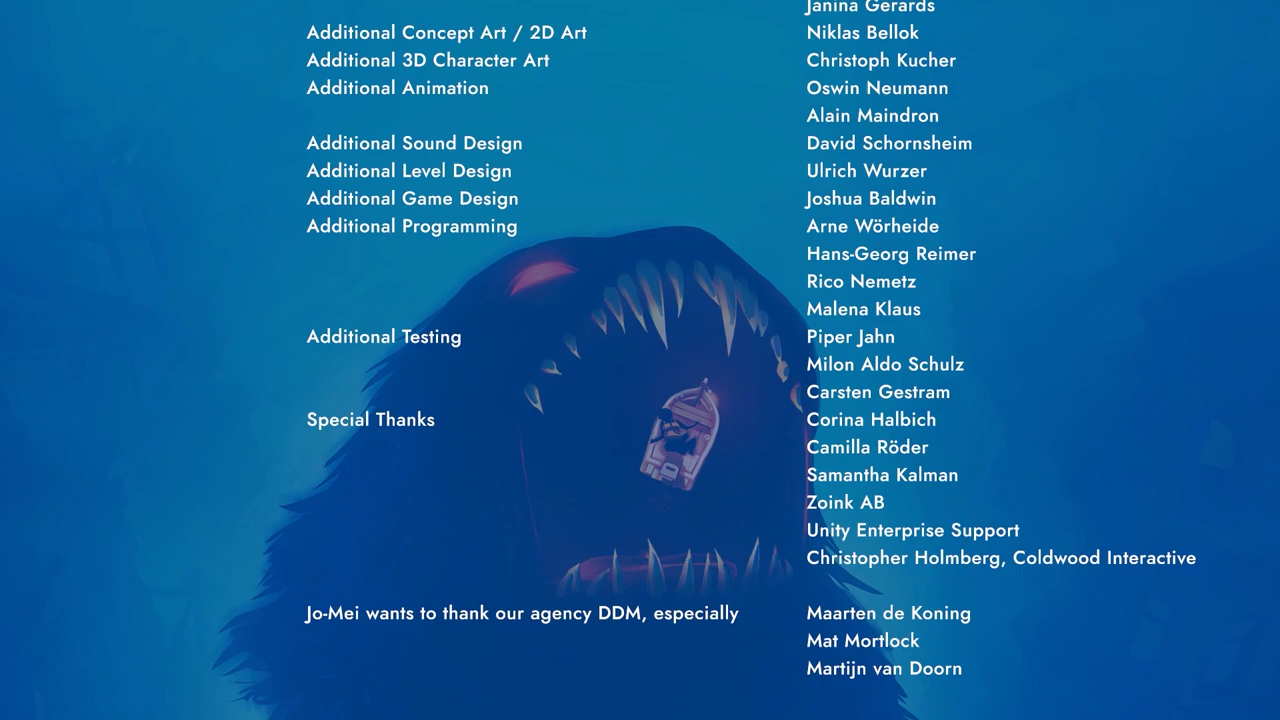 Janina Gerards
Additional Concept Art / 2D Art Niklas Bellok
Additional 3D Character Art Christoph Kucher
Additional Animation Oswin Neumann
Alain Maindron
Additional Sound Design David Schornsheim
Additional Level Design Ulrich Wurzer
Additional Game Design Joshua Baldwin
Additional Programming Arne Wörheide
Hans-Georg Reimer
Rico Nemetz
Malena Klaus
Additional Testing Piper Jahn
Milon Aldo Schulz
Carsten Gestram
Special Thanks Corina Halbich
Camilla Röder
Samantha Kalman
Zoink AB
Unity Enterprise Support
Christopher Holmberg, Coldwood Interactive
Jo-Mei wants to thank our agency DDM, especially Maarten de Koning
Mat Mortlock
Martijn van Doorn